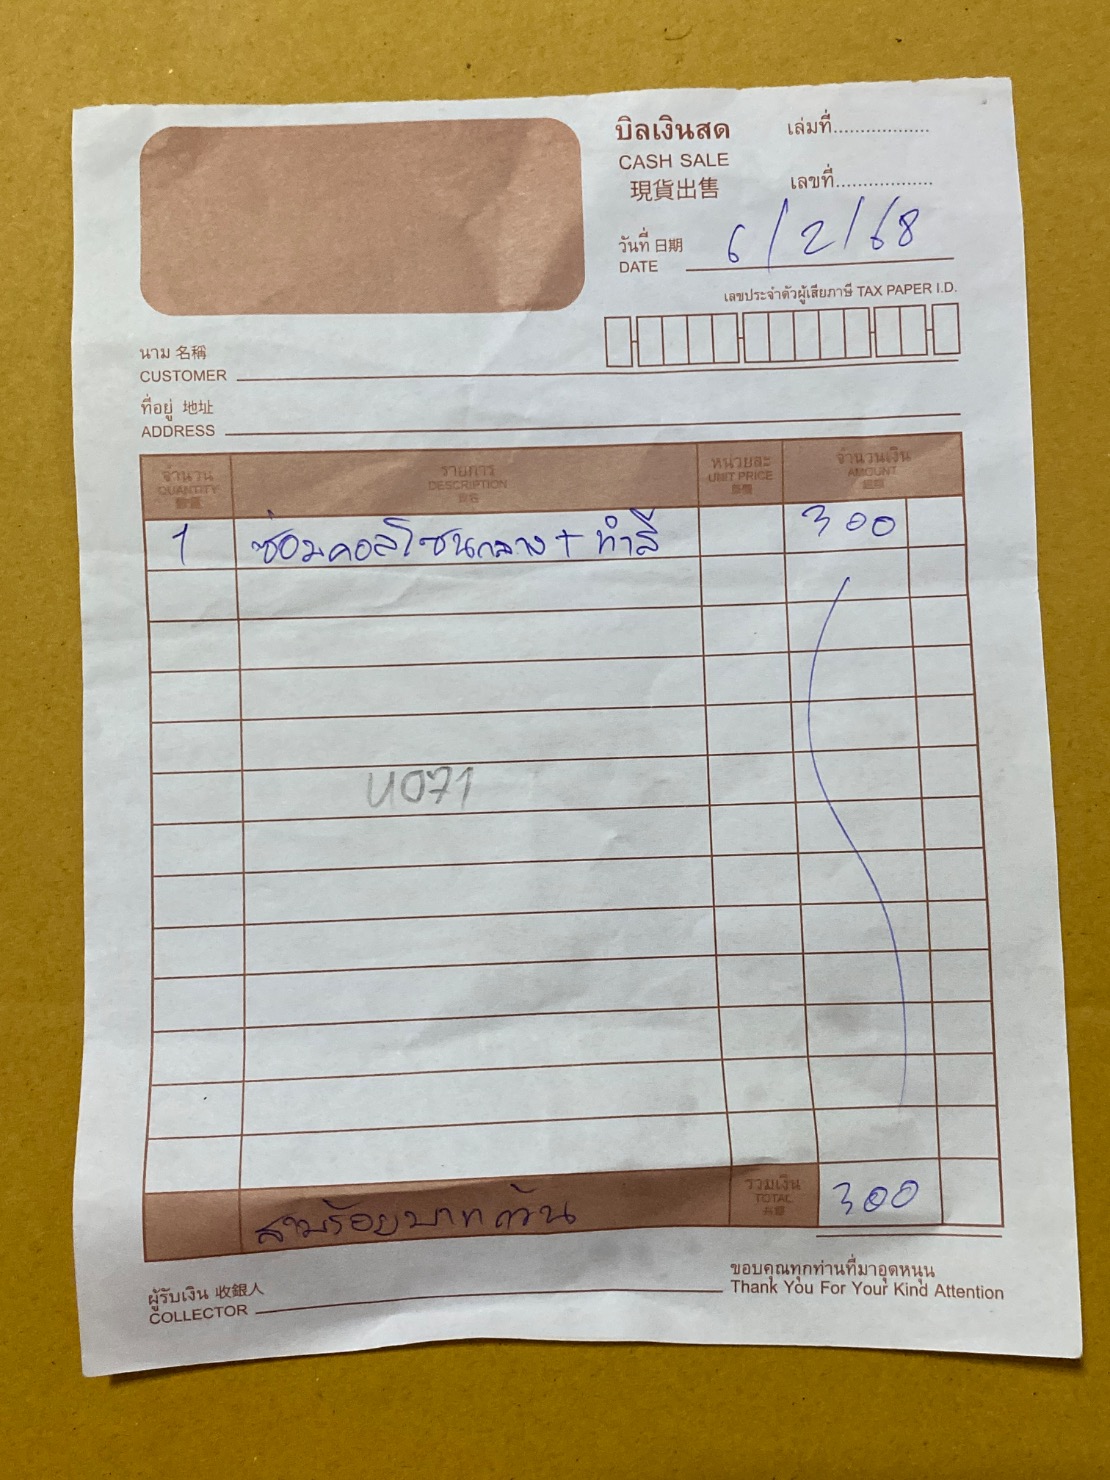 บิลเงินสด
เล่มที่..................
CASH SALE
現貨出售
เลขที่..................
วันที่ 日期
DATE
6/2/68
เลขประจำตัวผู้เสียภาษี TAX PAPER I.D.
นาม 名稱
CUSTOMER
ที่อยู่ 地址
ADDRESS
จำนวน
QUANTITY
รายการ
DESCRIPTION
หน่วยละ
UNIT PRICE
จำนวนเงิน
AMOUNT
1 ซ่อมคอลโซนกลาง + ทำสี 300
U071
สามร้อยบาทถ้วน
รวมเงิน
TOTAL
300
ผู้รับเงิน 收銀人
COLLECTOR
ขอบคุณทุกท่านที่มาอุดหนุน
Thank You For Your Kind Attention